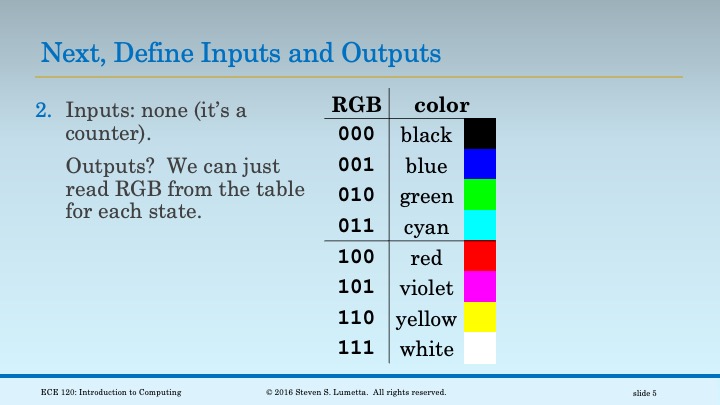 Next, Define Inputs and Outputs
2. Inputs: none (it’s a
counter).
Outputs?  We can just
read RGB from the table
for each state.
RGB color
000 black
001 blue
010 green
011 cyan
100 red
101 violet
110 yellow
111 white
ECE 120: Introduction to Computing © 2016 Steven S. Lumetta.  All rights reserved. slide 5